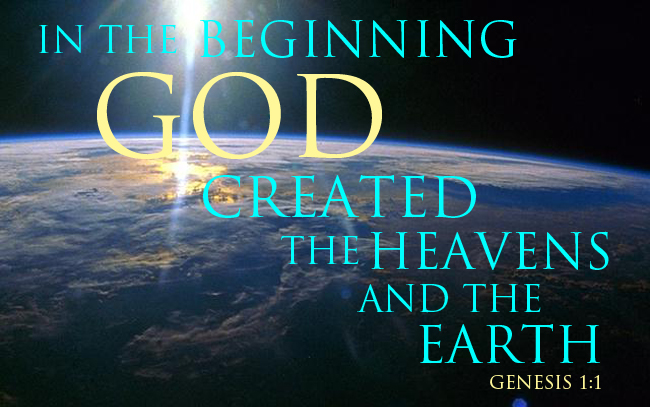 IN THE BEGINNING
GOD
CREATED
THE HEAVENS
AND THE
EARTH
GENESIS 1:1